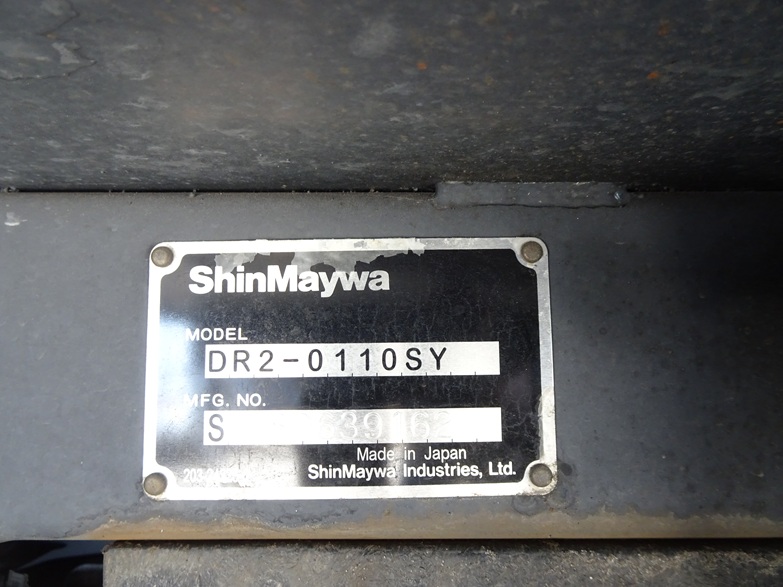 ShinMaywa
MODEL
DR2-0110SY
MFG. NO.
S
Made in Japan
ShinMaywa Industries, Ltd.